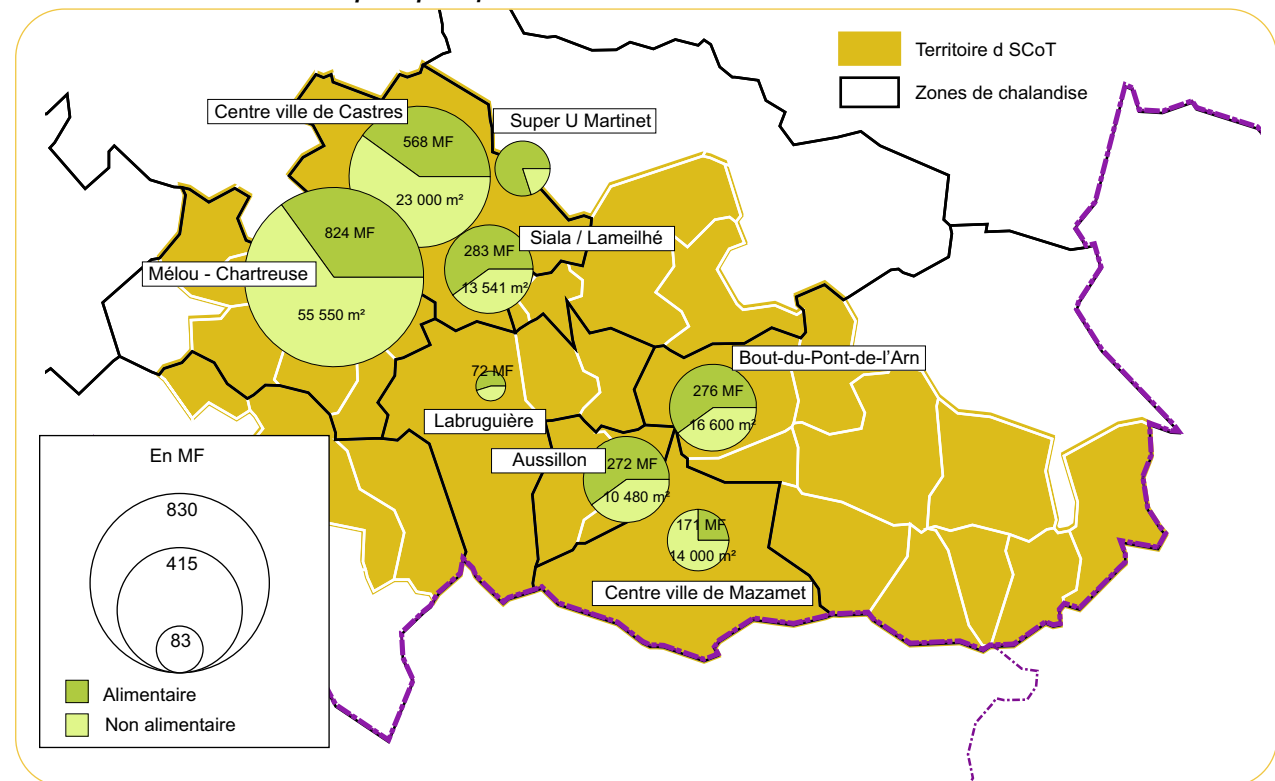 Territoire d SCoT
Zones de chalandise
Centre ville de Castres
Super U Martinet
568 MF
23 000 m²
824 MF
Siala / Lameilhé
283 MF
Mélou - Chartreuse
13 541 m²
55 550 m²
Bout-du-Pont-de-l'Arn
72 MF
276 MF
Labruguière
16 600 m²
Aussillon
272 MF
10 480 m²
171 MF
14 000 m²
Centre ville de Mazamet
En MF
830
415
83
Alimentaire
Non alimentaire